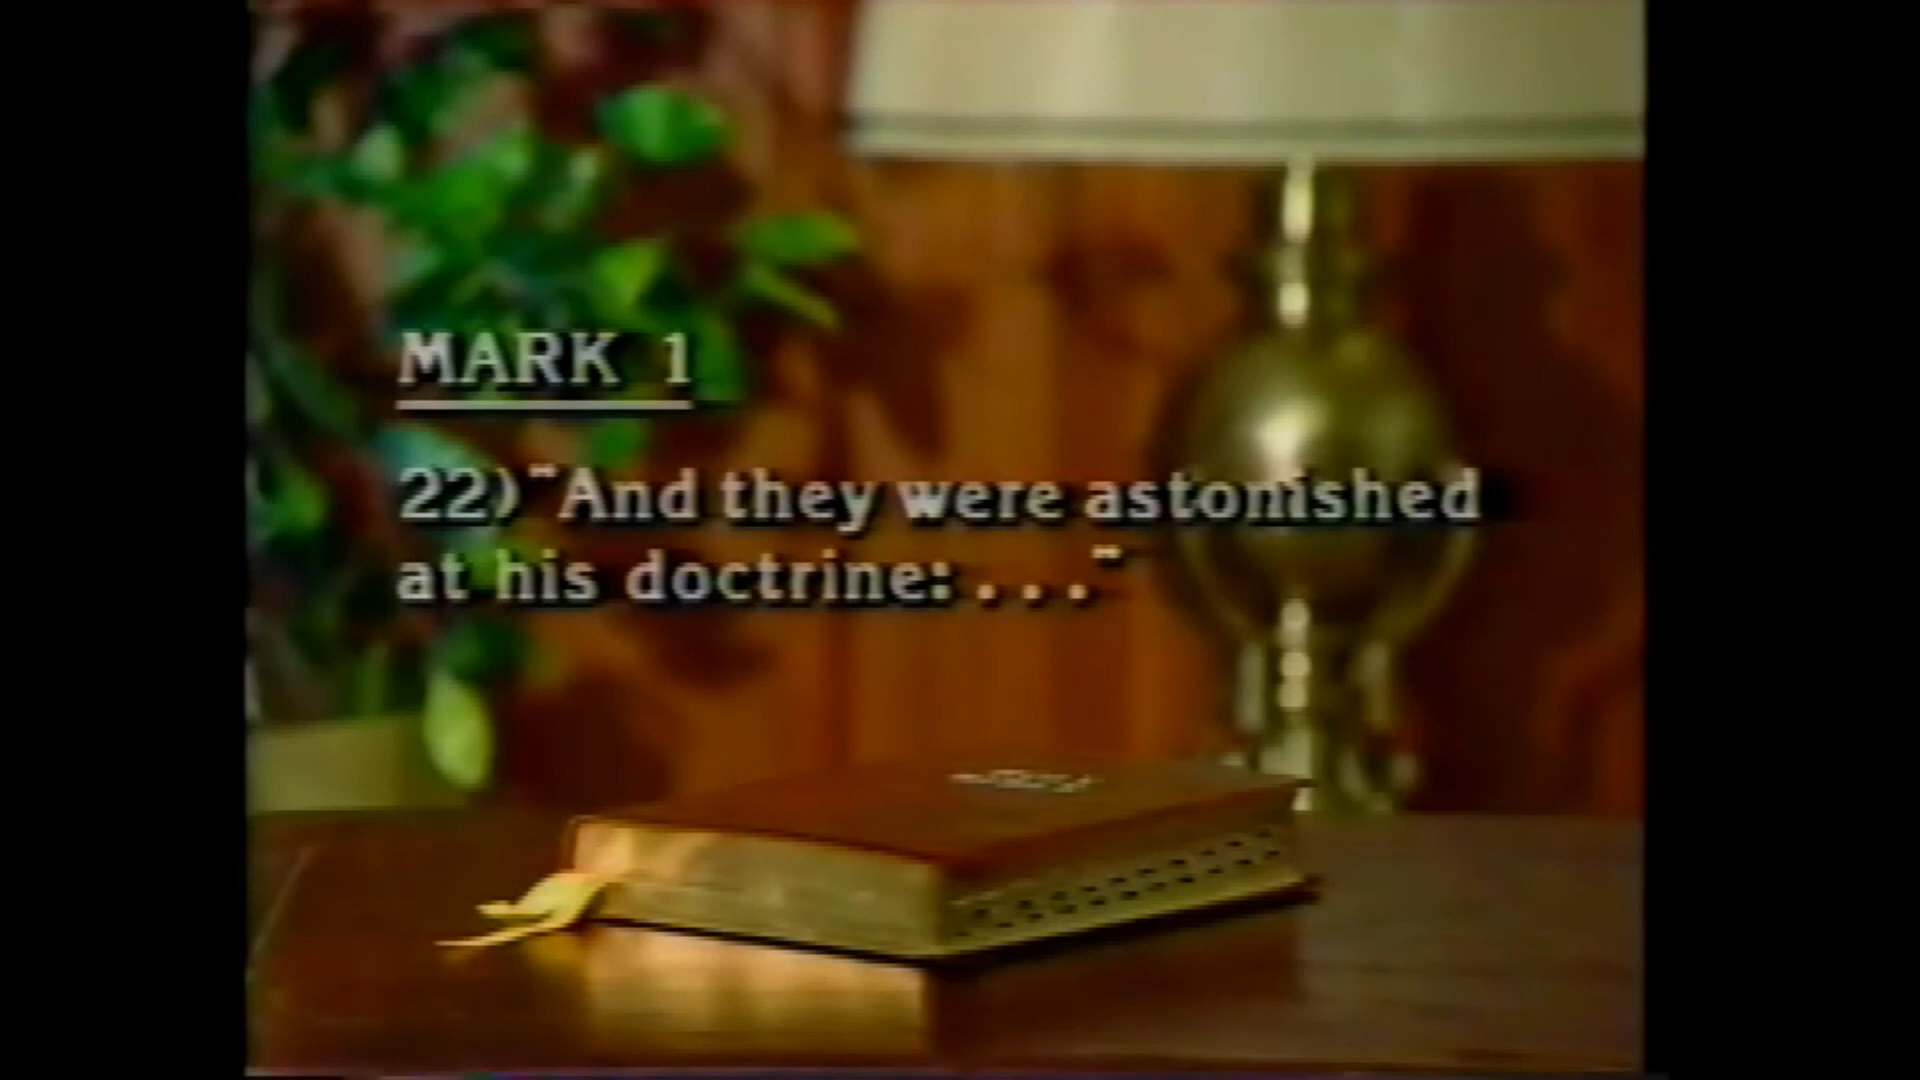 MARK 1
22) "And they were astonished
at his doctrine: . . ."